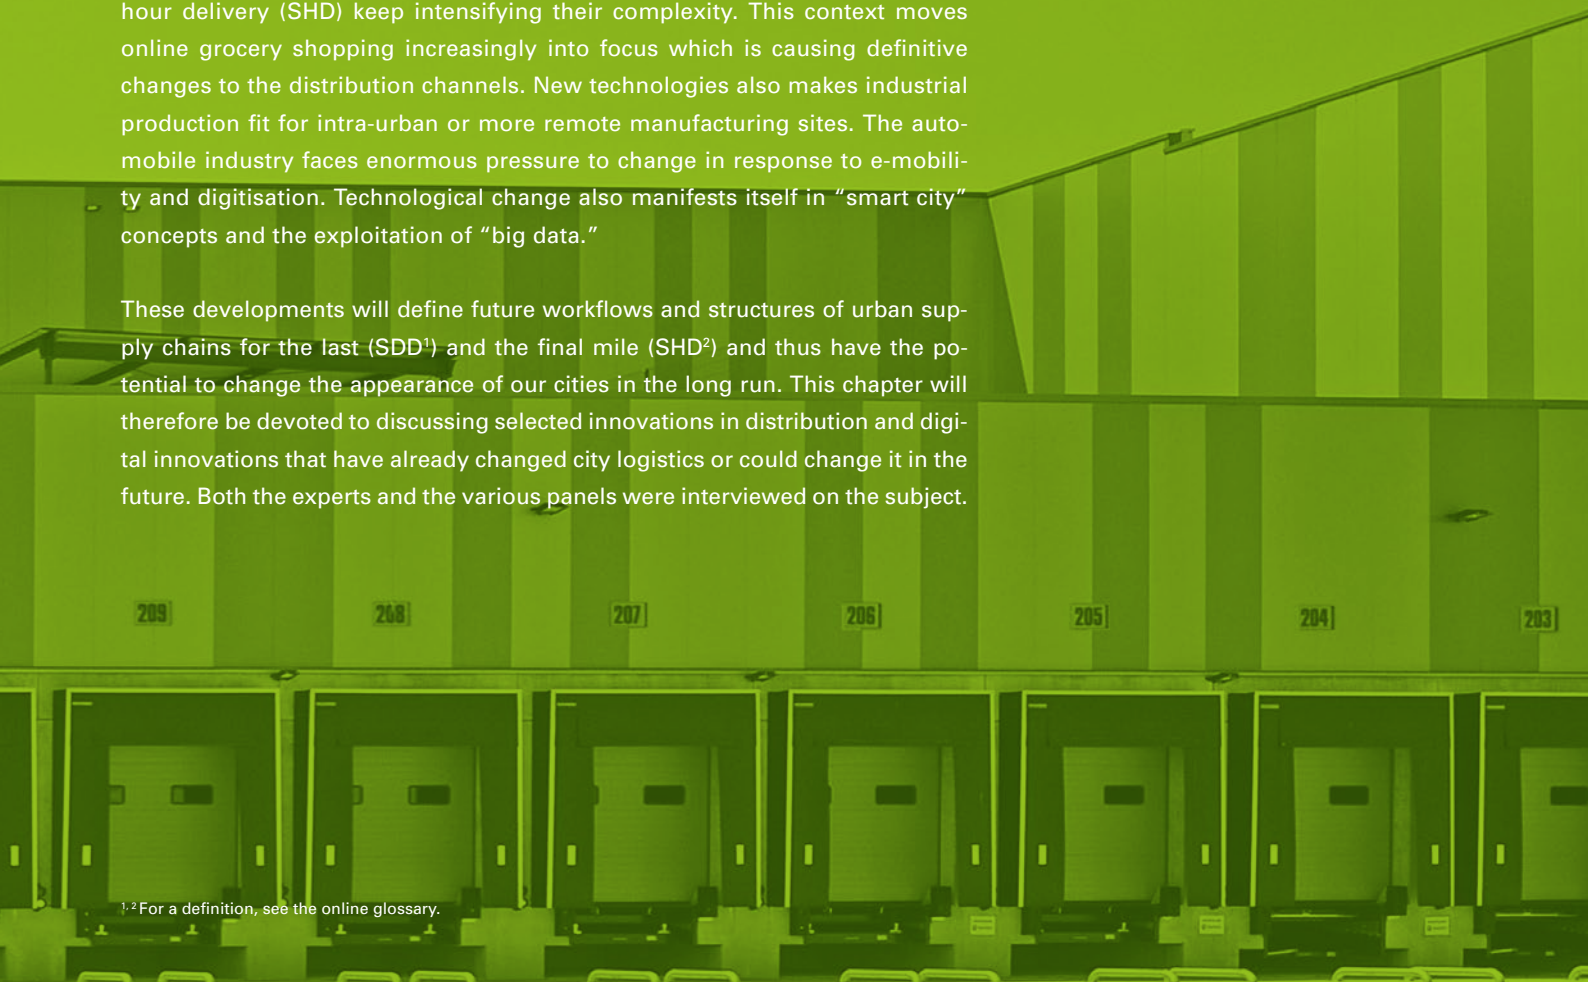 hour delivery (SHD) keep intensifying their complexity. This context moves
online grocery shopping increasingly into focus which is causing definitive
changes to the distribution channels. New technologies also makes industrial
production fit for intra-urban or more remote manufacturing sites. The auto-
mobile industry faces enormous pressure to change in response to e-mobili-
ty and digitisation. Technological change also manifests itself in “smart city”
concepts and the exploitation of “big data.”
These developments will define future workflows and structures of urban sup-
ply chains for the last (SDD¹) and the final mile (SHD²) and thus have the po-
tential to change the appearance of our cities in the long run. This chapter will
therefore be devoted to discussing selected innovations in distribution and digi-
tal innovations that have already changed city logistics or could change it in the
future. Both the experts and the various panels were interviewed on the subject.
209 208 207 206 205 204 203
¹˒ ² For a definition, see the online glossary.